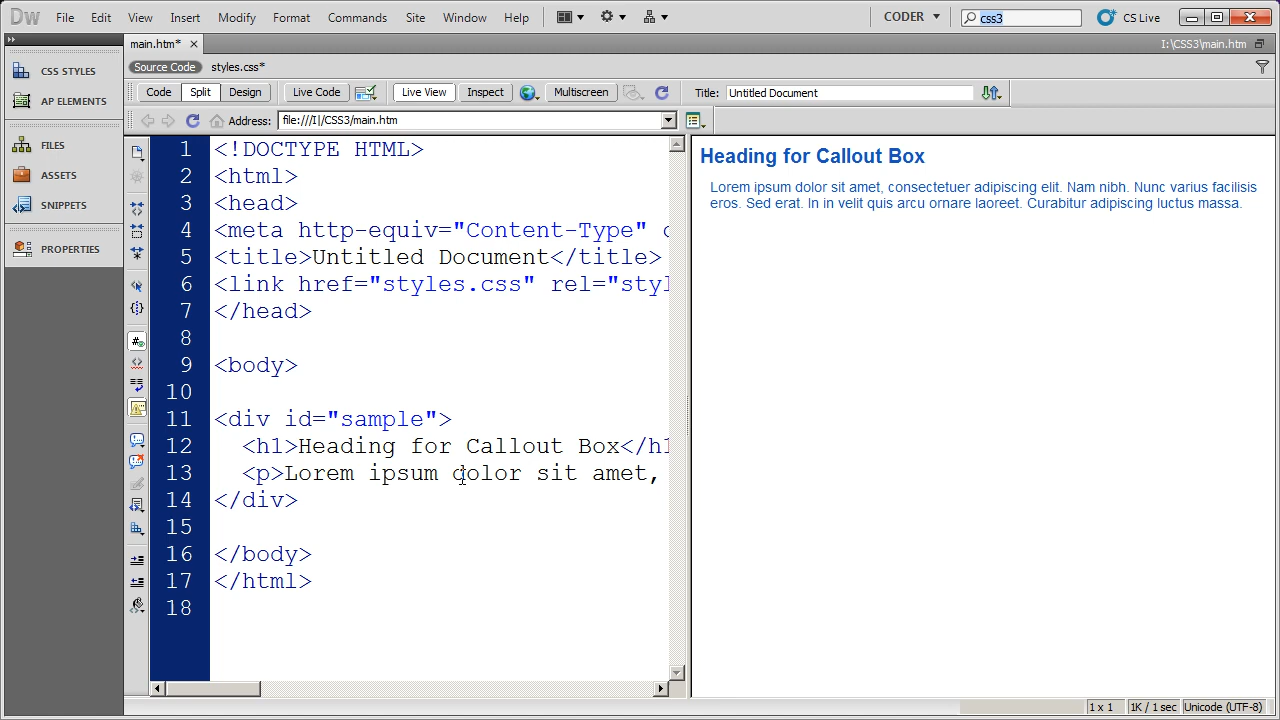 Dw File Edit View Insert Modify Format Commands Site Window Help CODER css3 CS Live
main.htm* I:\CSS3\main.htm
Source Code styles.css*
Code Split Design Live Code Live View Inspect Multiscreen Title: Untitled Document
Address: file:///I|/CSS3/main.htm
CSS STYLES
AP ELEMENTS
FILES
ASSETS
SNIPPETS
PROPERTIES
1 <!DOCTYPE HTML>
2 <html>
3 <head>
4 <meta http-equiv="Content-Type" c
5 <title>Untitled Document</title>
6 <link href="styles.css" rel="styl
7 </head>
8
9 <body>
10
11 <div id="sample">
12 <h1>Heading for Callout Box</h1
13 <p>Lorem ipsum dolor sit amet,
14 </div>
15
16 </body>
17 </html>
18
Heading for Callout Box
Lorem ipsum dolor sit amet, consectetuer adipiscing elit. Nam nibh. Nunc varius facilisis
eros. Sed erat. In in velit quis arcu ornare laoreet. Curabitur adipiscing luctus massa.
1 x 1 1K / 1 sec Unicode (UTF-8)